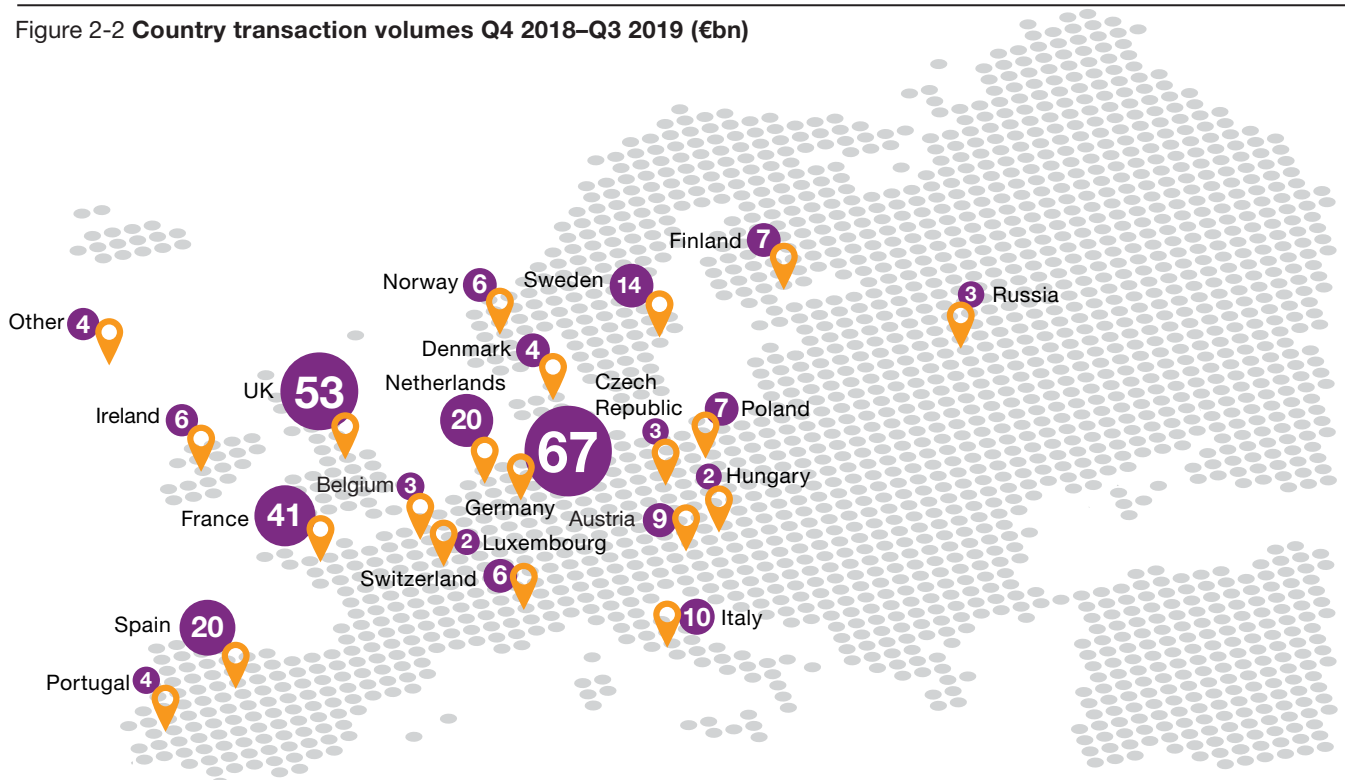 Figure 2-2 Country transaction volumes Q4 2018–Q3 2019 (€bn)
Finland 7
Norway 6
Sweden 14
3 Russia
Other 4
Denmark 4
UK 53
Netherlands
20
Czech
Republic
3
7 Poland
Ireland 6
67
Germany
2 Hungary
Belgium 3
France 41
Austria 9
2 Luxembourg
Switzerland 6
10 Italy
Spain 20
Portugal 4